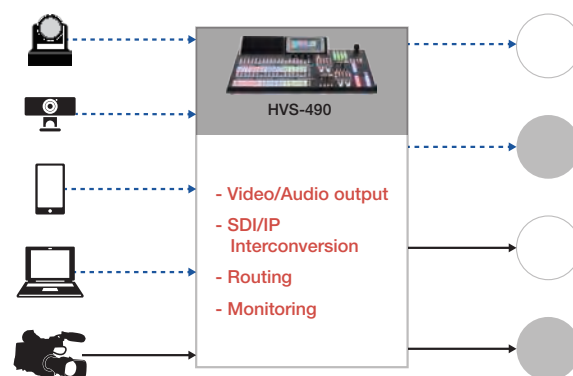 HVS-490
- Video/Audio output
- SDI/IP
Interconversion
- Routing
- Monitoring